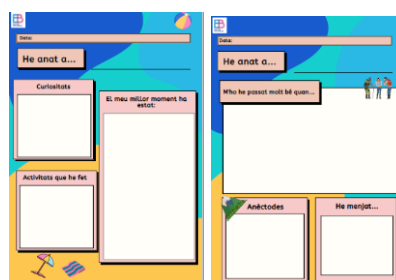 Data:
He anat a...
Curiositats
El meu millor moment ha
estat:
Activitats que he fet
Data:
He anat a...
M'ho he passat molt bé quan...
Anècdotes
He menjat...